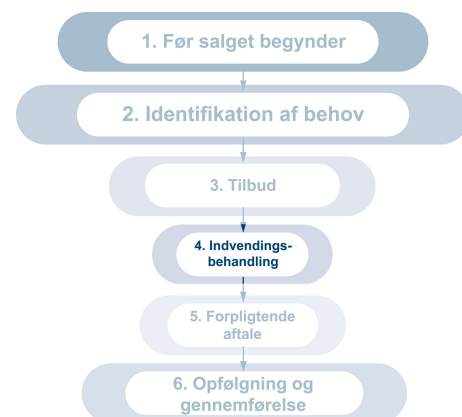 1. Før salget begynder
2. Identifikation af behov
3. Tilbud
4. Indvendings-
behandling
5. Forpligtende
aftale
6. Opfølgning og
gennemførelse